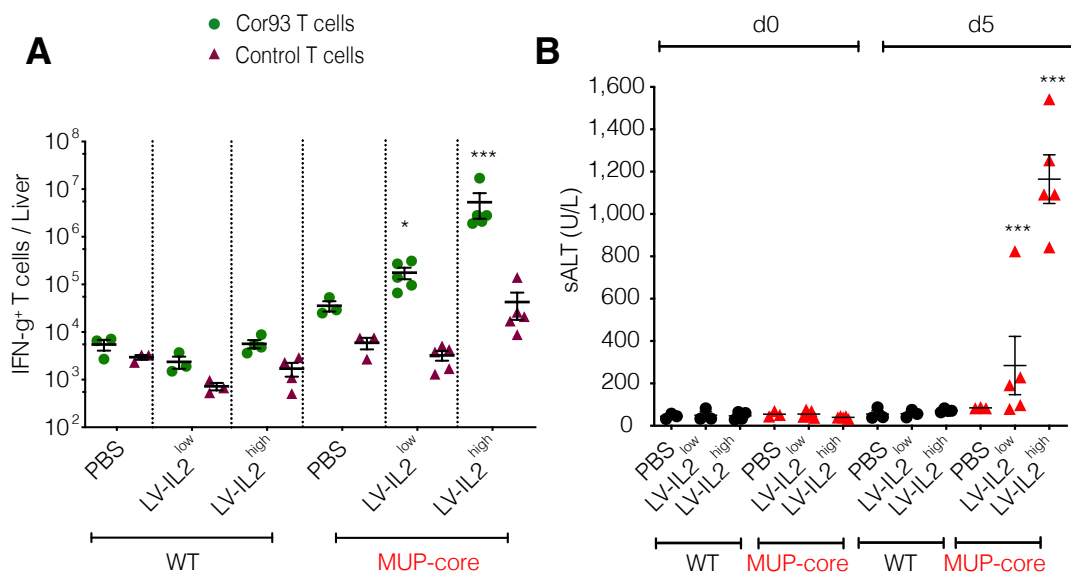 A
Cor93 T cells
Control T cells
IFN-g⁺ T cells / Liver
10⁸
10⁷
10⁶
10⁵
10⁴
10³
10²
*
***
PBS
LV-IL2 low
LV-IL2 high
PBS
LV-IL2 low
LV-IL2 high
WT
MUP-core
B
d0
d5
sALT (U/L)
1,600
1,400
1,200
1,000
800
600
400
200
0
***
***
PBS
LV-IL2 low
LV-IL2 high
PBS
LV-IL2 low
LV-IL2 high
PBS
LV-IL2 low
LV-IL2 high
PBS
LV-IL2 low
LV-IL2 high
WT
MUP-core
WT
MUP-core